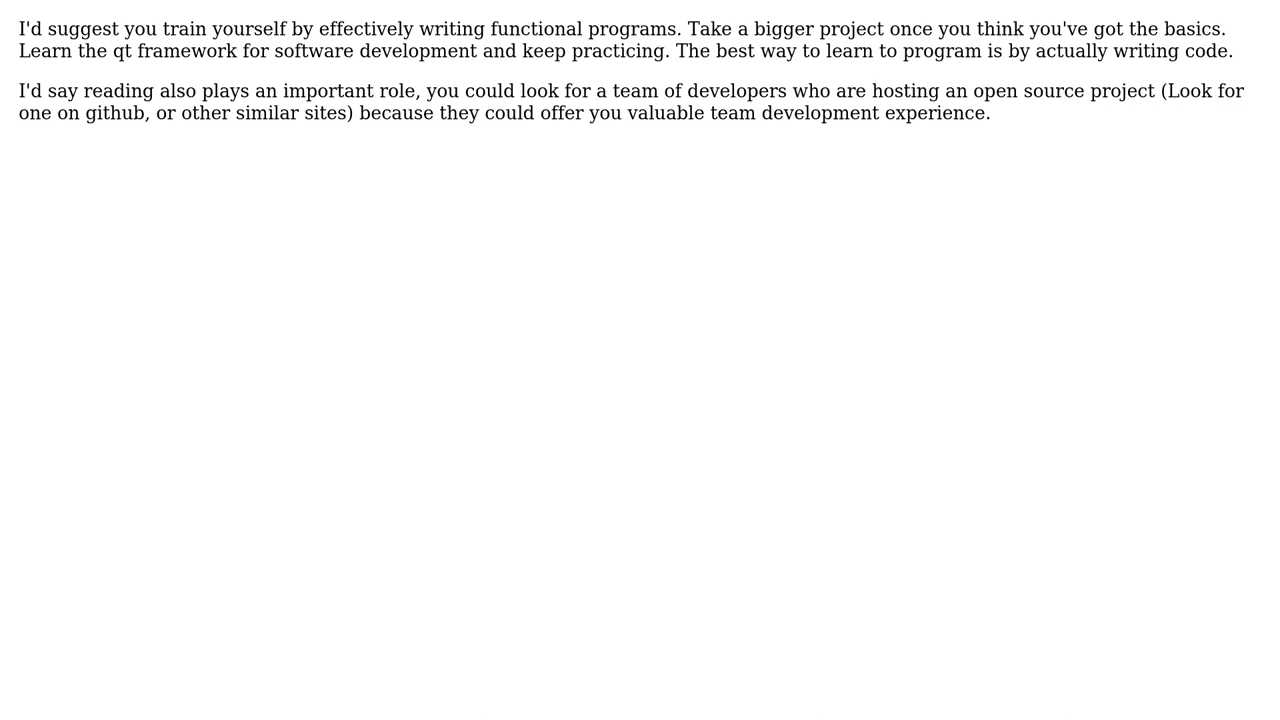 I'd suggest you train yourself by effectively writing functional programs. Take a bigger project once you think you've got the basics.
Learn the qt framework for software development and keep practicing. The best way to learn to program is by actually writing code.
I'd say reading also plays an important role, you could look for a team of developers who are hosting an open source project (Look for
one on github, or other similar sites) because they could offer you valuable team development experience.